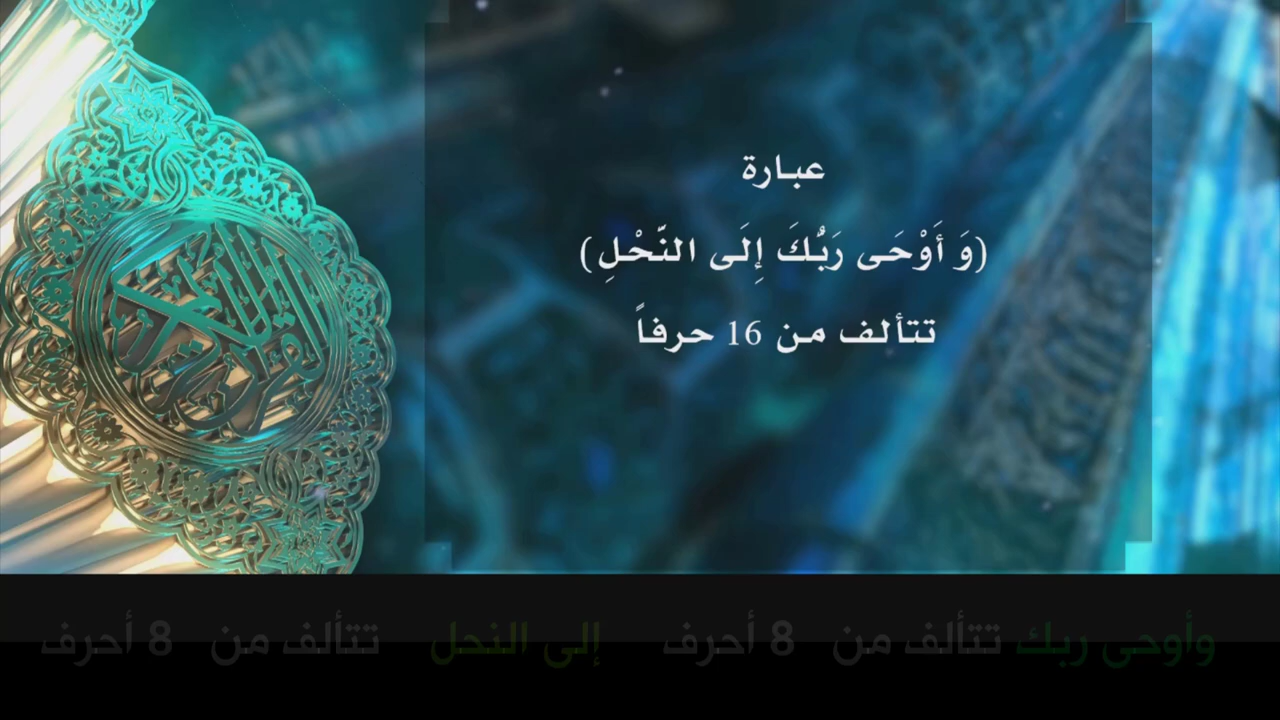 عبارة
(وَ أَوْحَى رَبُّكَ إِلَى النَّحْلِ)
تتألف من 16 حرفاً
وأوحى ربك تتألف من 8 أحرف إلى النحل تتألف من 8 أحرف